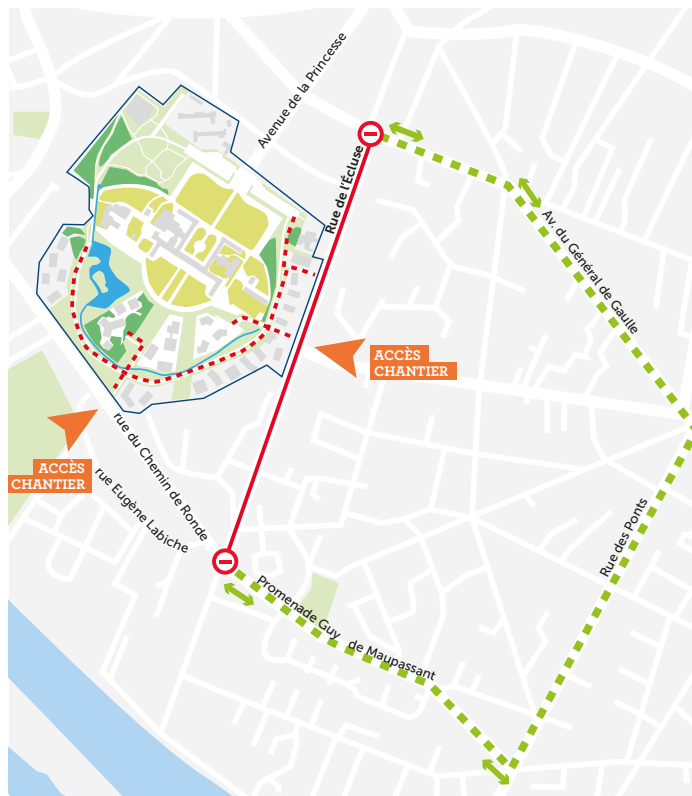 Avenue de la Princesse
Rue de l'Écluse
Av. du Général de Gaulle
ACCÈS
CHANTIER
ACCÈS
CHANTIER
rue du Chemin de Ronde
rue Eugène Labiche
Rue des Ponts
Promenade Guy de Maupassant